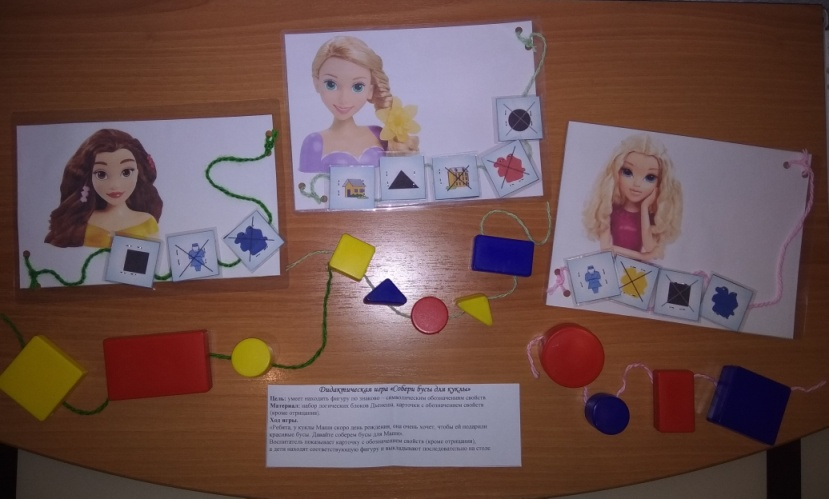 Дидактическая игра «Собери бусы для куклы»
Цель: умеет находить фигуру по знаково – символическим обозначениям свойств
Материал: набор логических блоков Дьенеша, карточки с обозначением свойств
(кроме отрицания);
Ход игры.
«Ребята, у куклы Маши скоро день рождения, она очень хочет, чтобы ей подарили
красивые бусы. Давайте соберем бусы для Маши».
Воспитатель показывает карточку с обозначением свойств (кроме отрицания),
а дети находят соответствующую фигуру и выкладывают последовательно на столе.